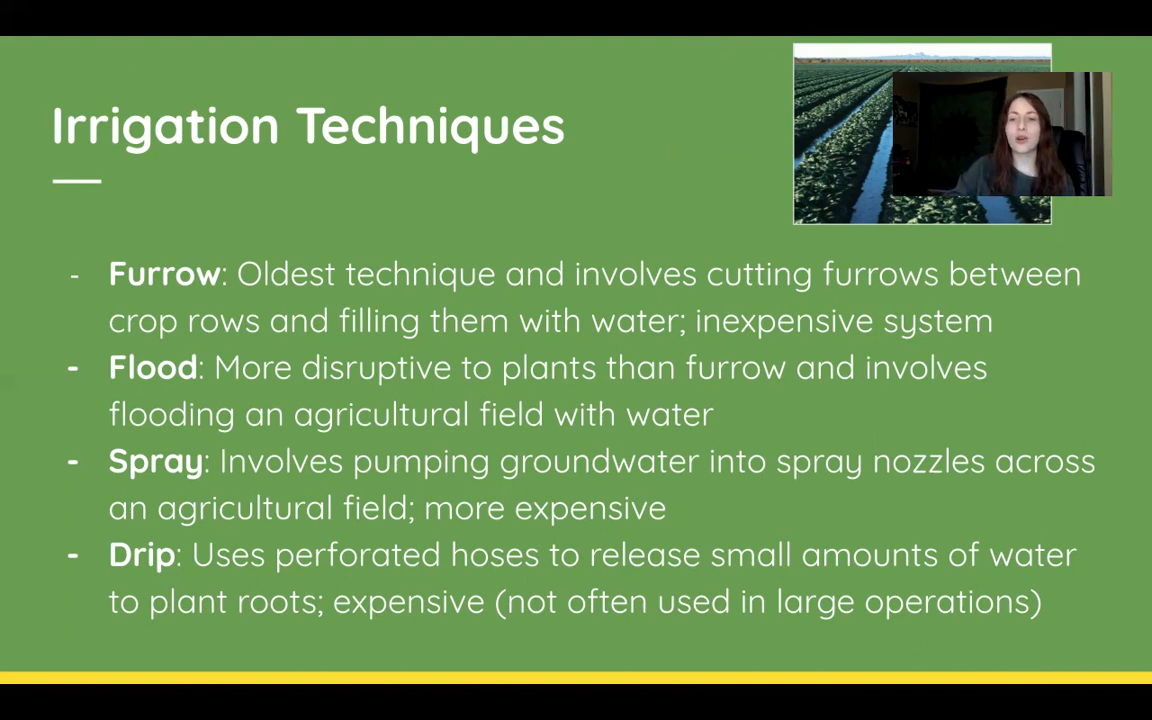 Irrigation Techniques
- Furrow: Oldest technique and involves cutting furrows between
crop rows and filling them with water; inexpensive system
- Flood: More disruptive to plants than furrow and involves
flooding an agricultural field with water
- Spray: Involves pumping groundwater into spray nozzles across
an agricultural field; more expensive
- Drip: Uses perforated hoses to release small amounts of water
to plant roots; expensive (not often used in large operations)